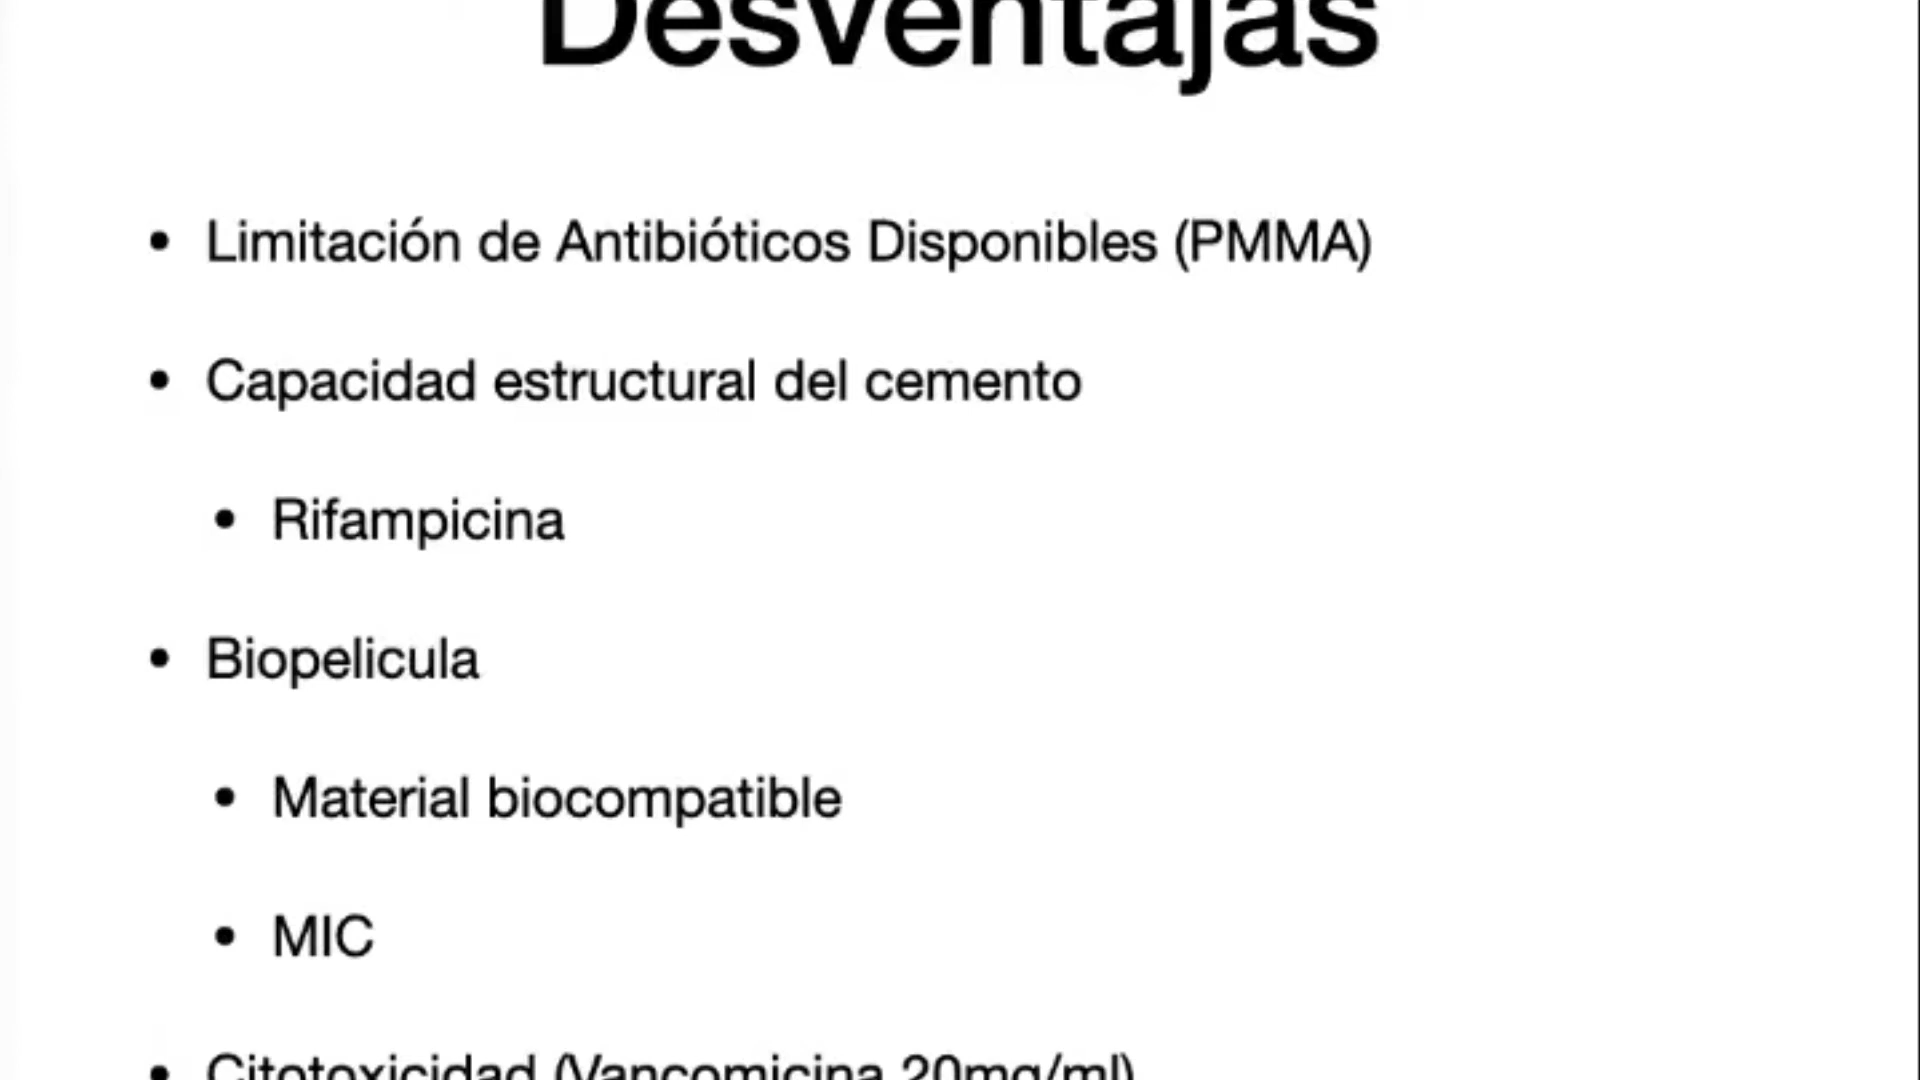 Desventajas
• Limitación de Antibióticos Disponibles (PMMA)
• Capacidad estructural del cemento
• Rifampicina
• Biopelicula
• Material biocompatible
• MIC
• Citotoxicidad (Vancomicina 20mg/ml)